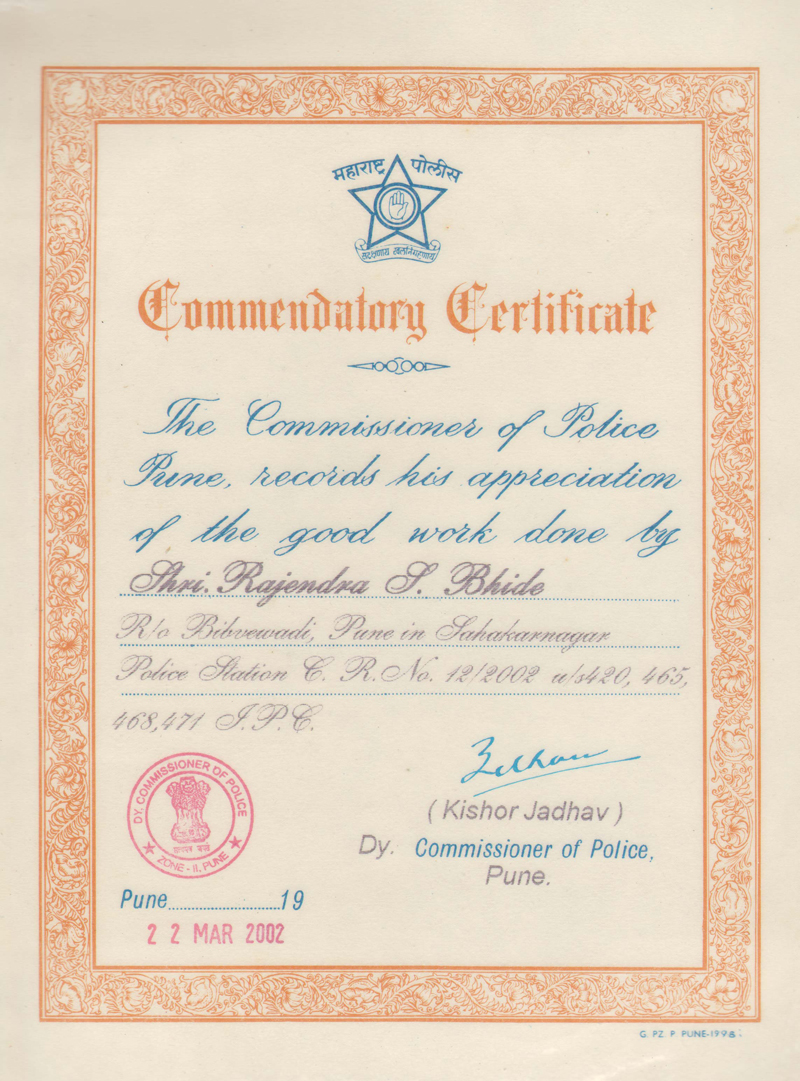 महाराष्ट्र पोलीस
सद्रक्षणाय खलनिग्रहणाय
Commendatory Certificate
The Commissioner of Police
Pune, records his appreciation
of the good work done by
Shri. Rajendra S. Bhide
R/o Bibvewadi, Pune in Sahakarnagar
Police Station C. R. No. 12/2002 u/s420, 465,
468,471 I.P.C.
DY. COMMISSIONER OF POLICE
सत्यमेव जयते
ZONE - II, PUNE
(Kishor Jadhav)
Dy. Commissioner of Police,
Pune.
Pune..............................19
22 MAR 2002
G. PZ. P. PUNE-1998